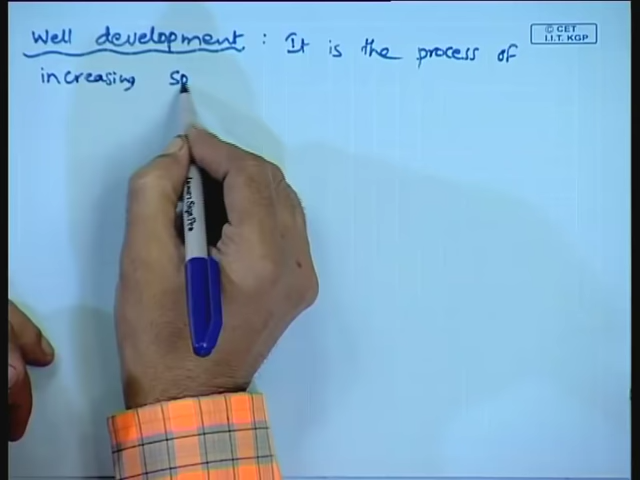 Well development : It is the process of
increasing sp
© CET
I.I.T. KGP